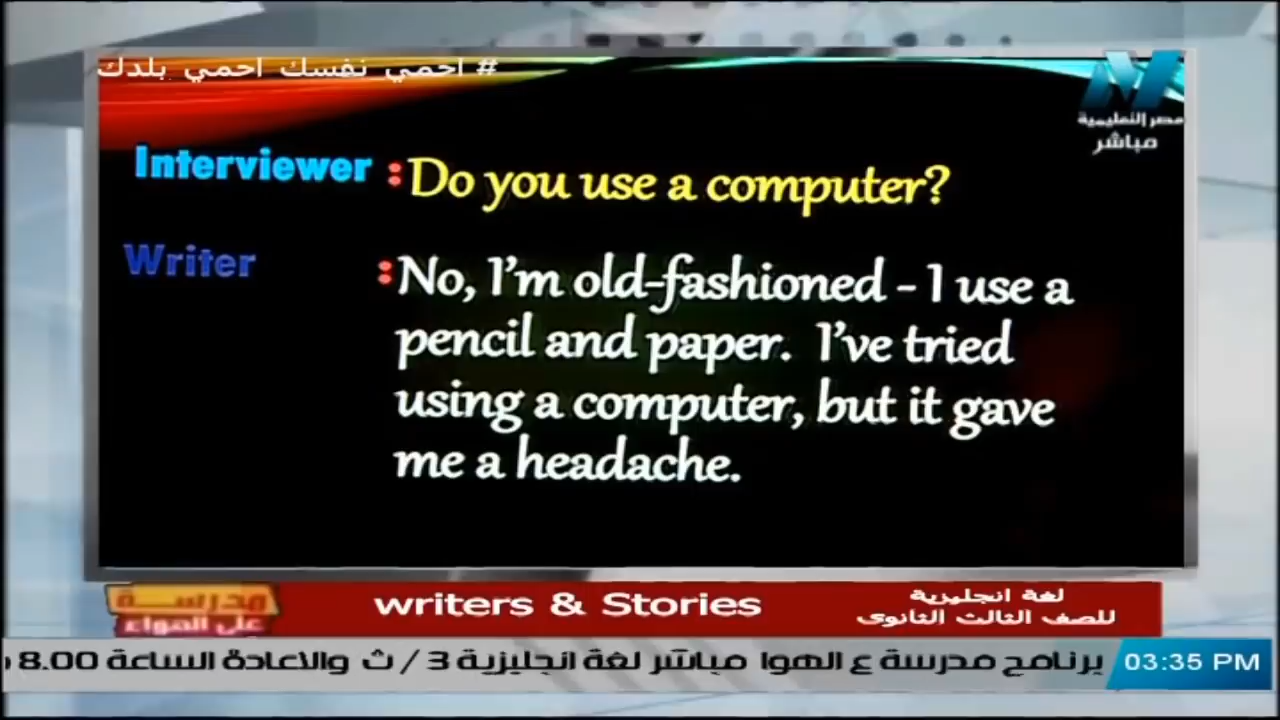 # احمي نفسك احمي بلدك
مصر التعليمية
مباشر
Interviewer : Do you use a computer?
Writer : No, I'm old-fashioned - I use a
pencil and paper. I've tried
using a computer, but it gave
me a headache.
مدرسة
على الهواء
writers & Stories
لغة انجليزية
للصف الثالث الثانوى
برنامج مدرسة ع الهوا مباشر لغة انجليزية 3 / ث والاعادة الساعة 8.00
03:35 PM